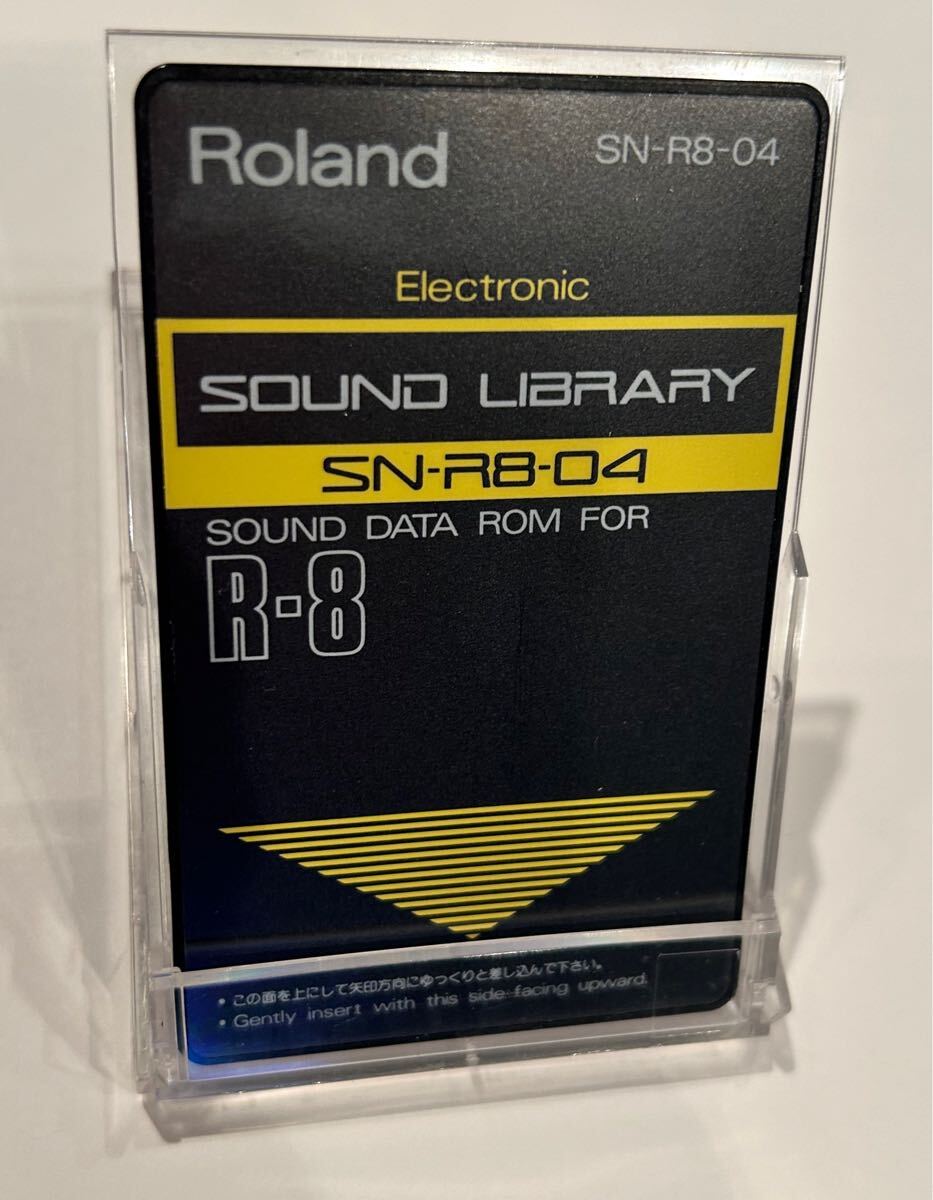 Roland
SN-R8-04
Electronic
SOUND LIBRARY
SN-R8-04
SOUND DATA ROM FOR
R-8
• この面を上にして矢印方向にゆっくりと差し込んで下さい。
• Gently insert with this side facing upward.